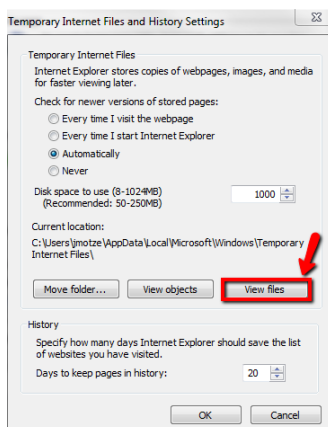 Temporary Internet Files and History Settings
Temporary Internet Files
Internet Explorer stores copies of webpages, images, and media
for faster viewing later.
Check for newer versions of stored pages:
Every time I visit the webpage
Every time I start Internet Explorer
Automatically
Never
Disk space to use (8-1024MB)
(Recommended: 50-250MB)
1000
Current location:
C:\Users\jmotze\AppData\Local\Microsoft\Windows\Temporary
Internet Files\
Move folder... View objects View files
History
Specify how many days Internet Explorer should save the list
of websites you have visited.
Days to keep pages in history: 20
OK Cancel